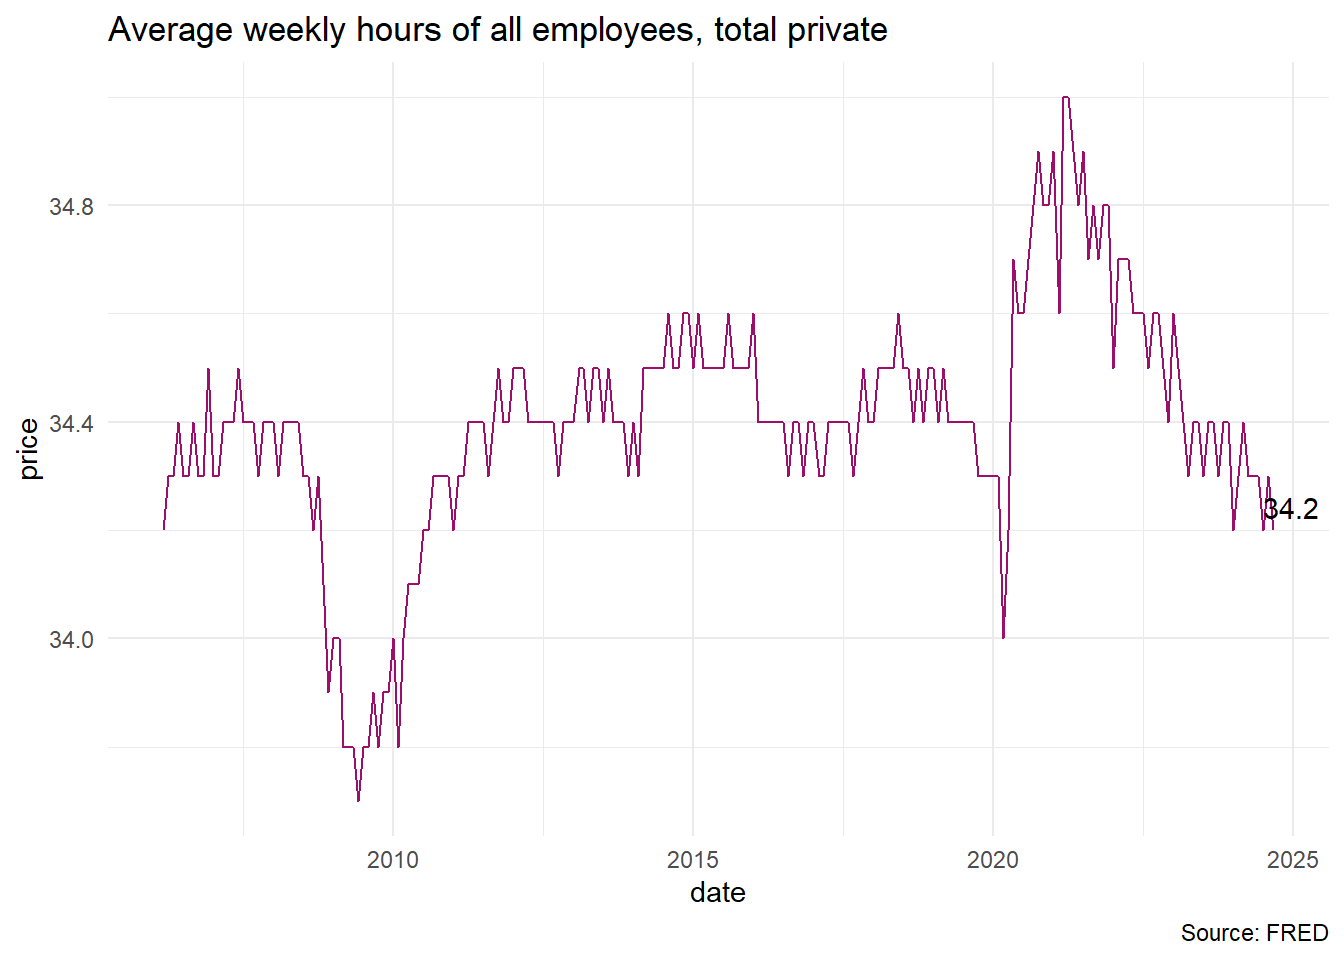 Average weekly hours of all employees, total private
34.8
34.4
34.0
price
34.2
2010
2015
2020
2025
date
Source: FRED